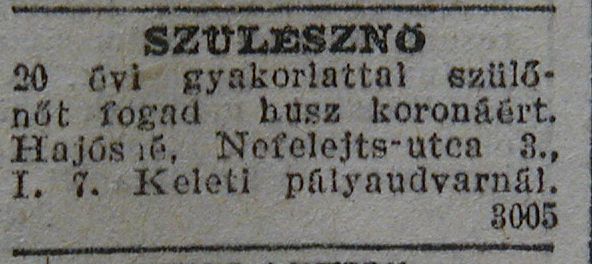 SZÜLÉSZNŐ
20 évi gyakorlattal szülő-
nőt fogad husz koronáért.
Hajósné, Nefelejts-utca 3.,
I. 7. Keleti pályaudvarnál.
3005